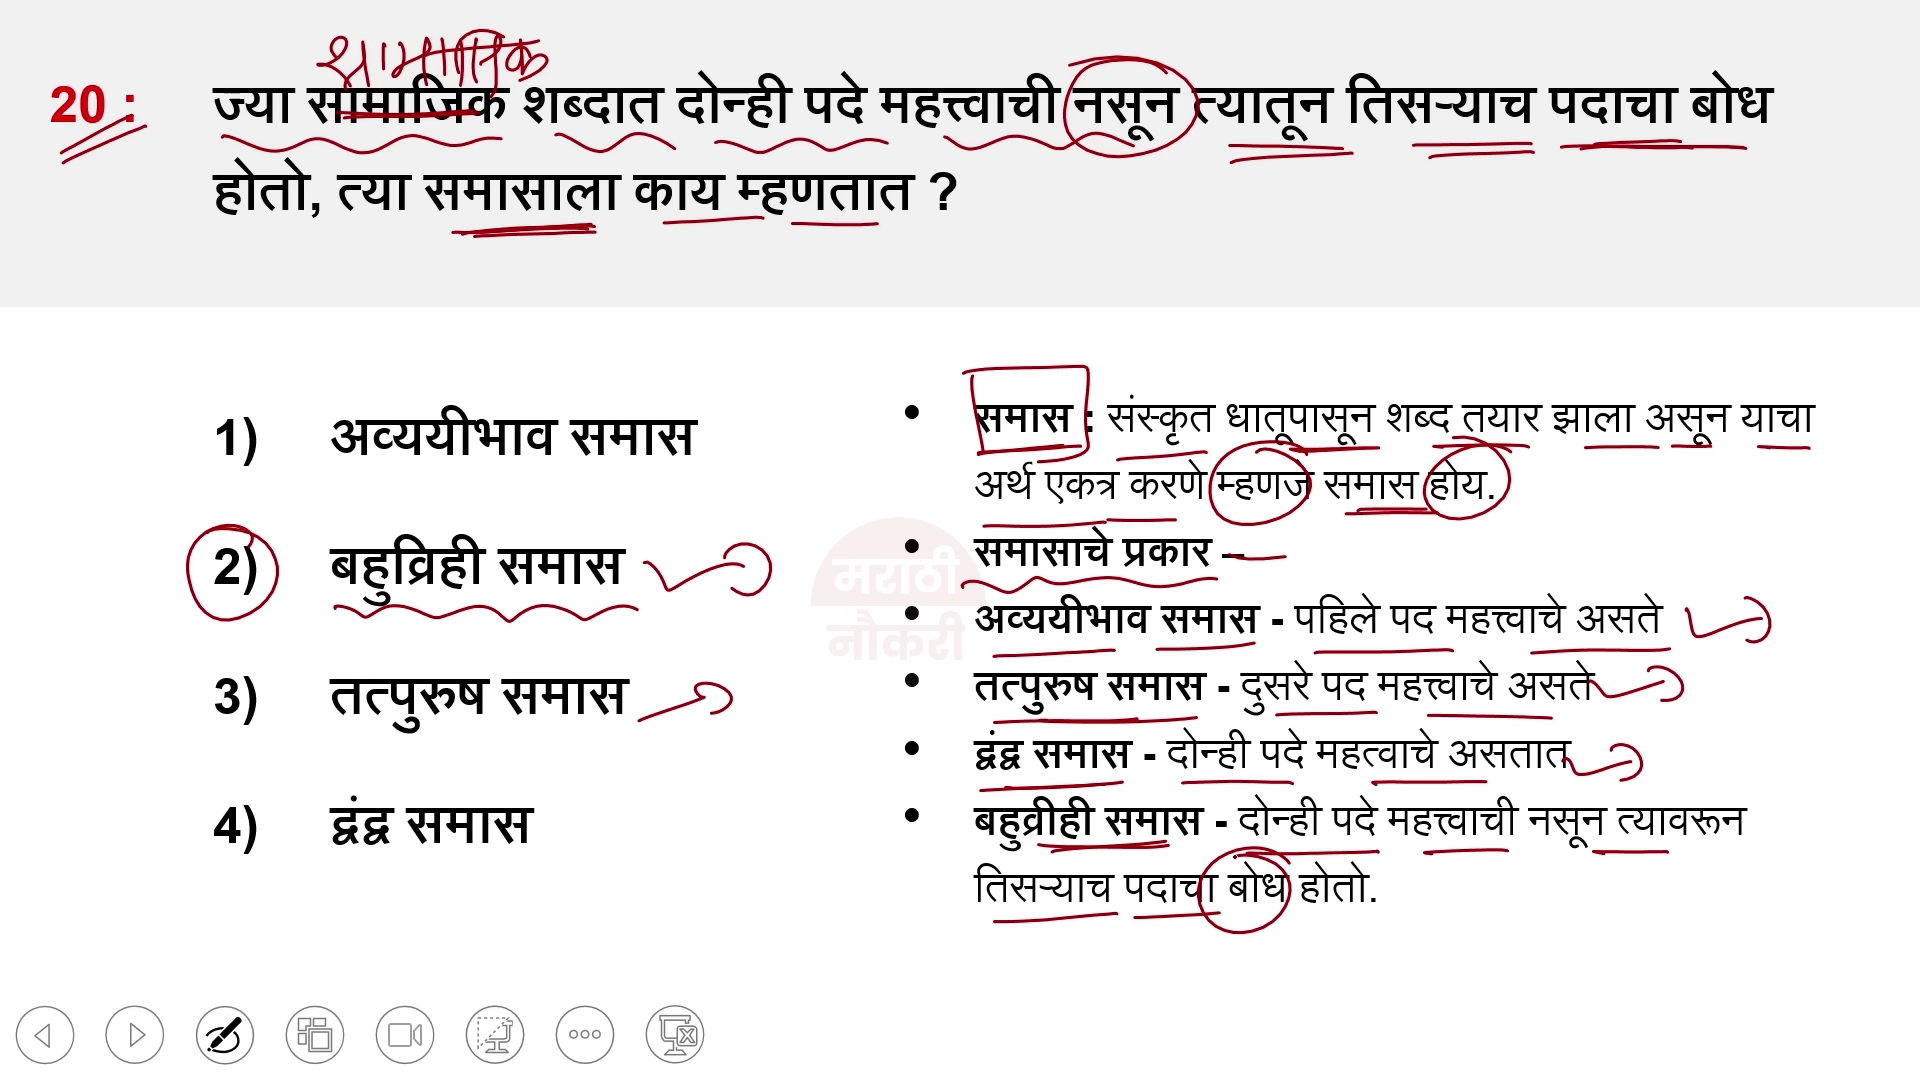 सामासिक
20 : ज्या सामाजिक शब्दात दोन्ही पदे महत्त्वाची नसून त्यातून तिसऱ्याच पदाचा बोध
होतो, त्या समासाला काय म्हणतात ?
1) अव्ययीभाव समास
2) बहुव्रिही समास
3) तत्पुरुष समास
4) द्वंद्व समास
• समास : संस्कृत धातूपासून शब्द तयार झाला असून याचा
अर्थ एकत्र करणे म्हणजे समास होय.
• समासाचे प्रकार –
• अव्ययीभाव समास - पहिले पद महत्त्वाचे असते
• तत्पुरुष समास - दुसरे पद महत्त्वाचे असते
• द्वंद्व समास - दोन्ही पदे महत्वाचे असतात
• बहुव्रीही समास - दोन्ही पदे महत्त्वाची नसून त्यावरून
तिसऱ्याच पदाचा बोध होतो.
मराठी
नौकरी